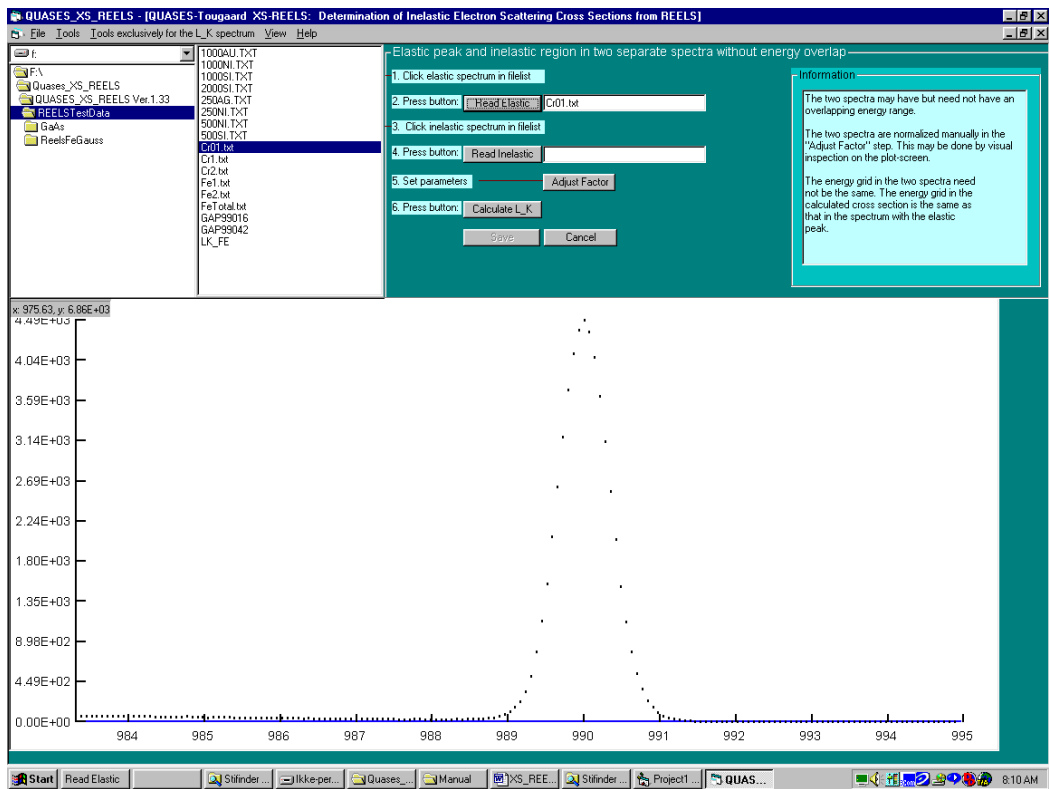 QUASES_XS_REELS - [QUASES-Tougaard XS-REELS: Determination of Inelastic Electron Scattering Cross Sections from REELS]
File Tools Tools exclusively for the L_K spectrum View Help
f:
F:\
Quases_XS_REELS
QUASES_XS_REELS Ver.1.33
REELSTestData
GaAs
ReelsFeGauss
1000AU.TXT
1000NI.TXT
1000SI.TXT
2000SI.TXT
250AG.TXT
250NI.TXT
500NI.TXT
500SI.TXT
Cr01.txt
Cr1.txt
Cr2.txt
Fe1.txt
Fe2.txt
FeTotal.txt
GAP99016
GAP99042
LK_FE
Elastic peak and inelastic region in two separate spectra without energy overlap
1. Click elastic spectrum in filelist
2. Press button: Read Elastic Cr01.txt
3. Click inelastic spectrum in filelist
4. Press button: Read Inelastic
5. Set parameters Adjust Factor
6. Press button: Calculate L_K
Save Cancel
Information
The two spectra may have but need not have an
overlapping energy range.
The two spectra are normalized manually in the
"Adjust Factor" step. This may be done by visual
inspection on the plot-screen.
The energy grid in the two spectra need
not be the same. The energy grid in the
calculated cross section is the same as
that in the spectrum with the elastic
peak.
x: 975.63, y: 6.86E+03
4.49E+03
4.04E+03
3.59E+03
3.14E+03
2.69E+03
2.24E+03
1.80E+03
1.35E+03
8.98E+02
4.49E+02
0.00E+00
984 985 986 987 988 989 990 991 992 993 994 995
Start Read Elastic Stifinder ... Ikke-per... Quases_... Manual XS_REE... Stifinder ... Project1 ... QUAS... 8:10 AM